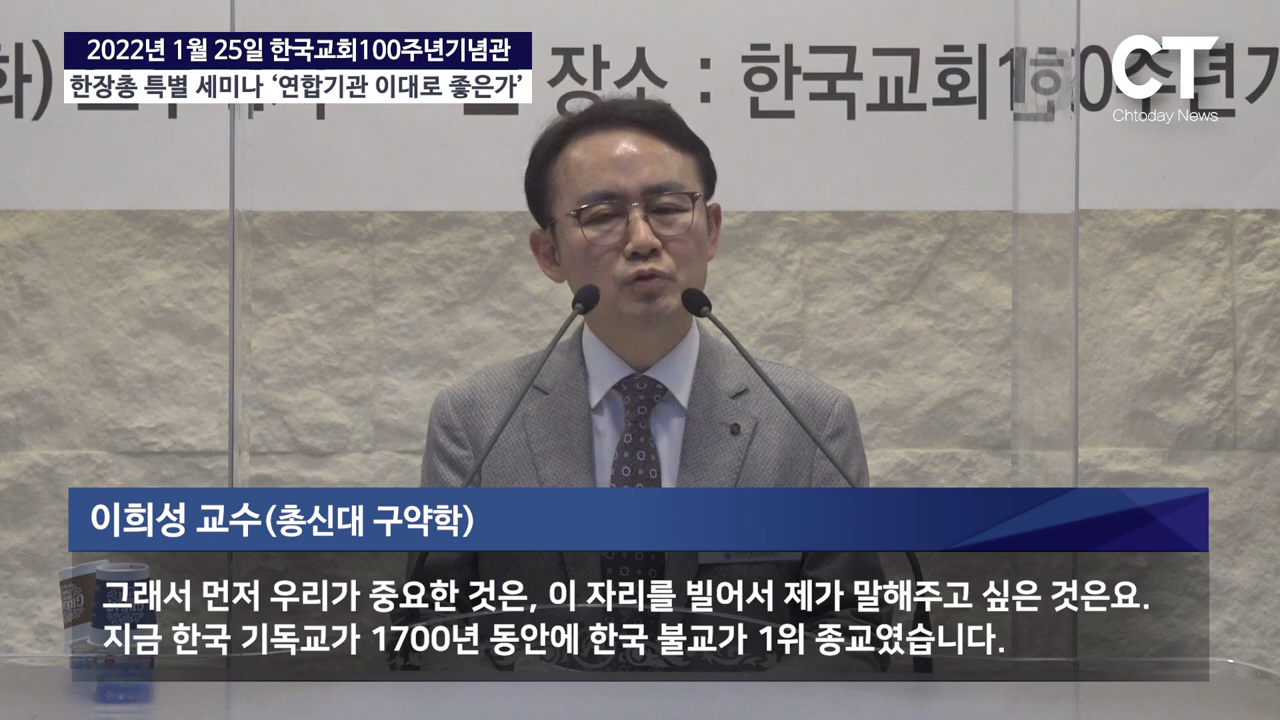 2022년 1월 25일 한국교회100주년기념관
한장총 특별 세미나 ‘연합기관 이대로 좋은가’
화)
장소 : 한국교회100주년기
CT
Chtoday News
이희성 교수(총신대 구약학)
그래서 먼저 우리가 중요한 것은, 이 자리를 빌어서 제가 말해주고 싶은 것은요.
지금 한국 기독교가 1700년 동안에 한국 불교가 1위 종교였습니다.